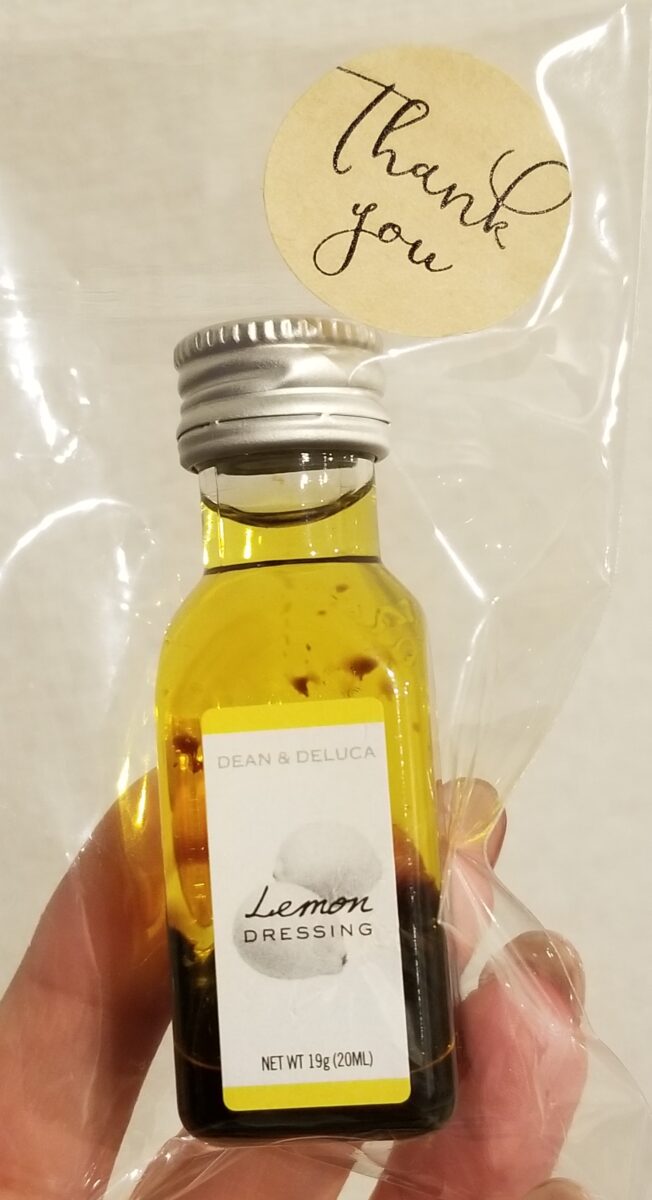 Thank
you
DEAN & DELUCA
Lemon
DRESSING
NET WT 19g (20ML)